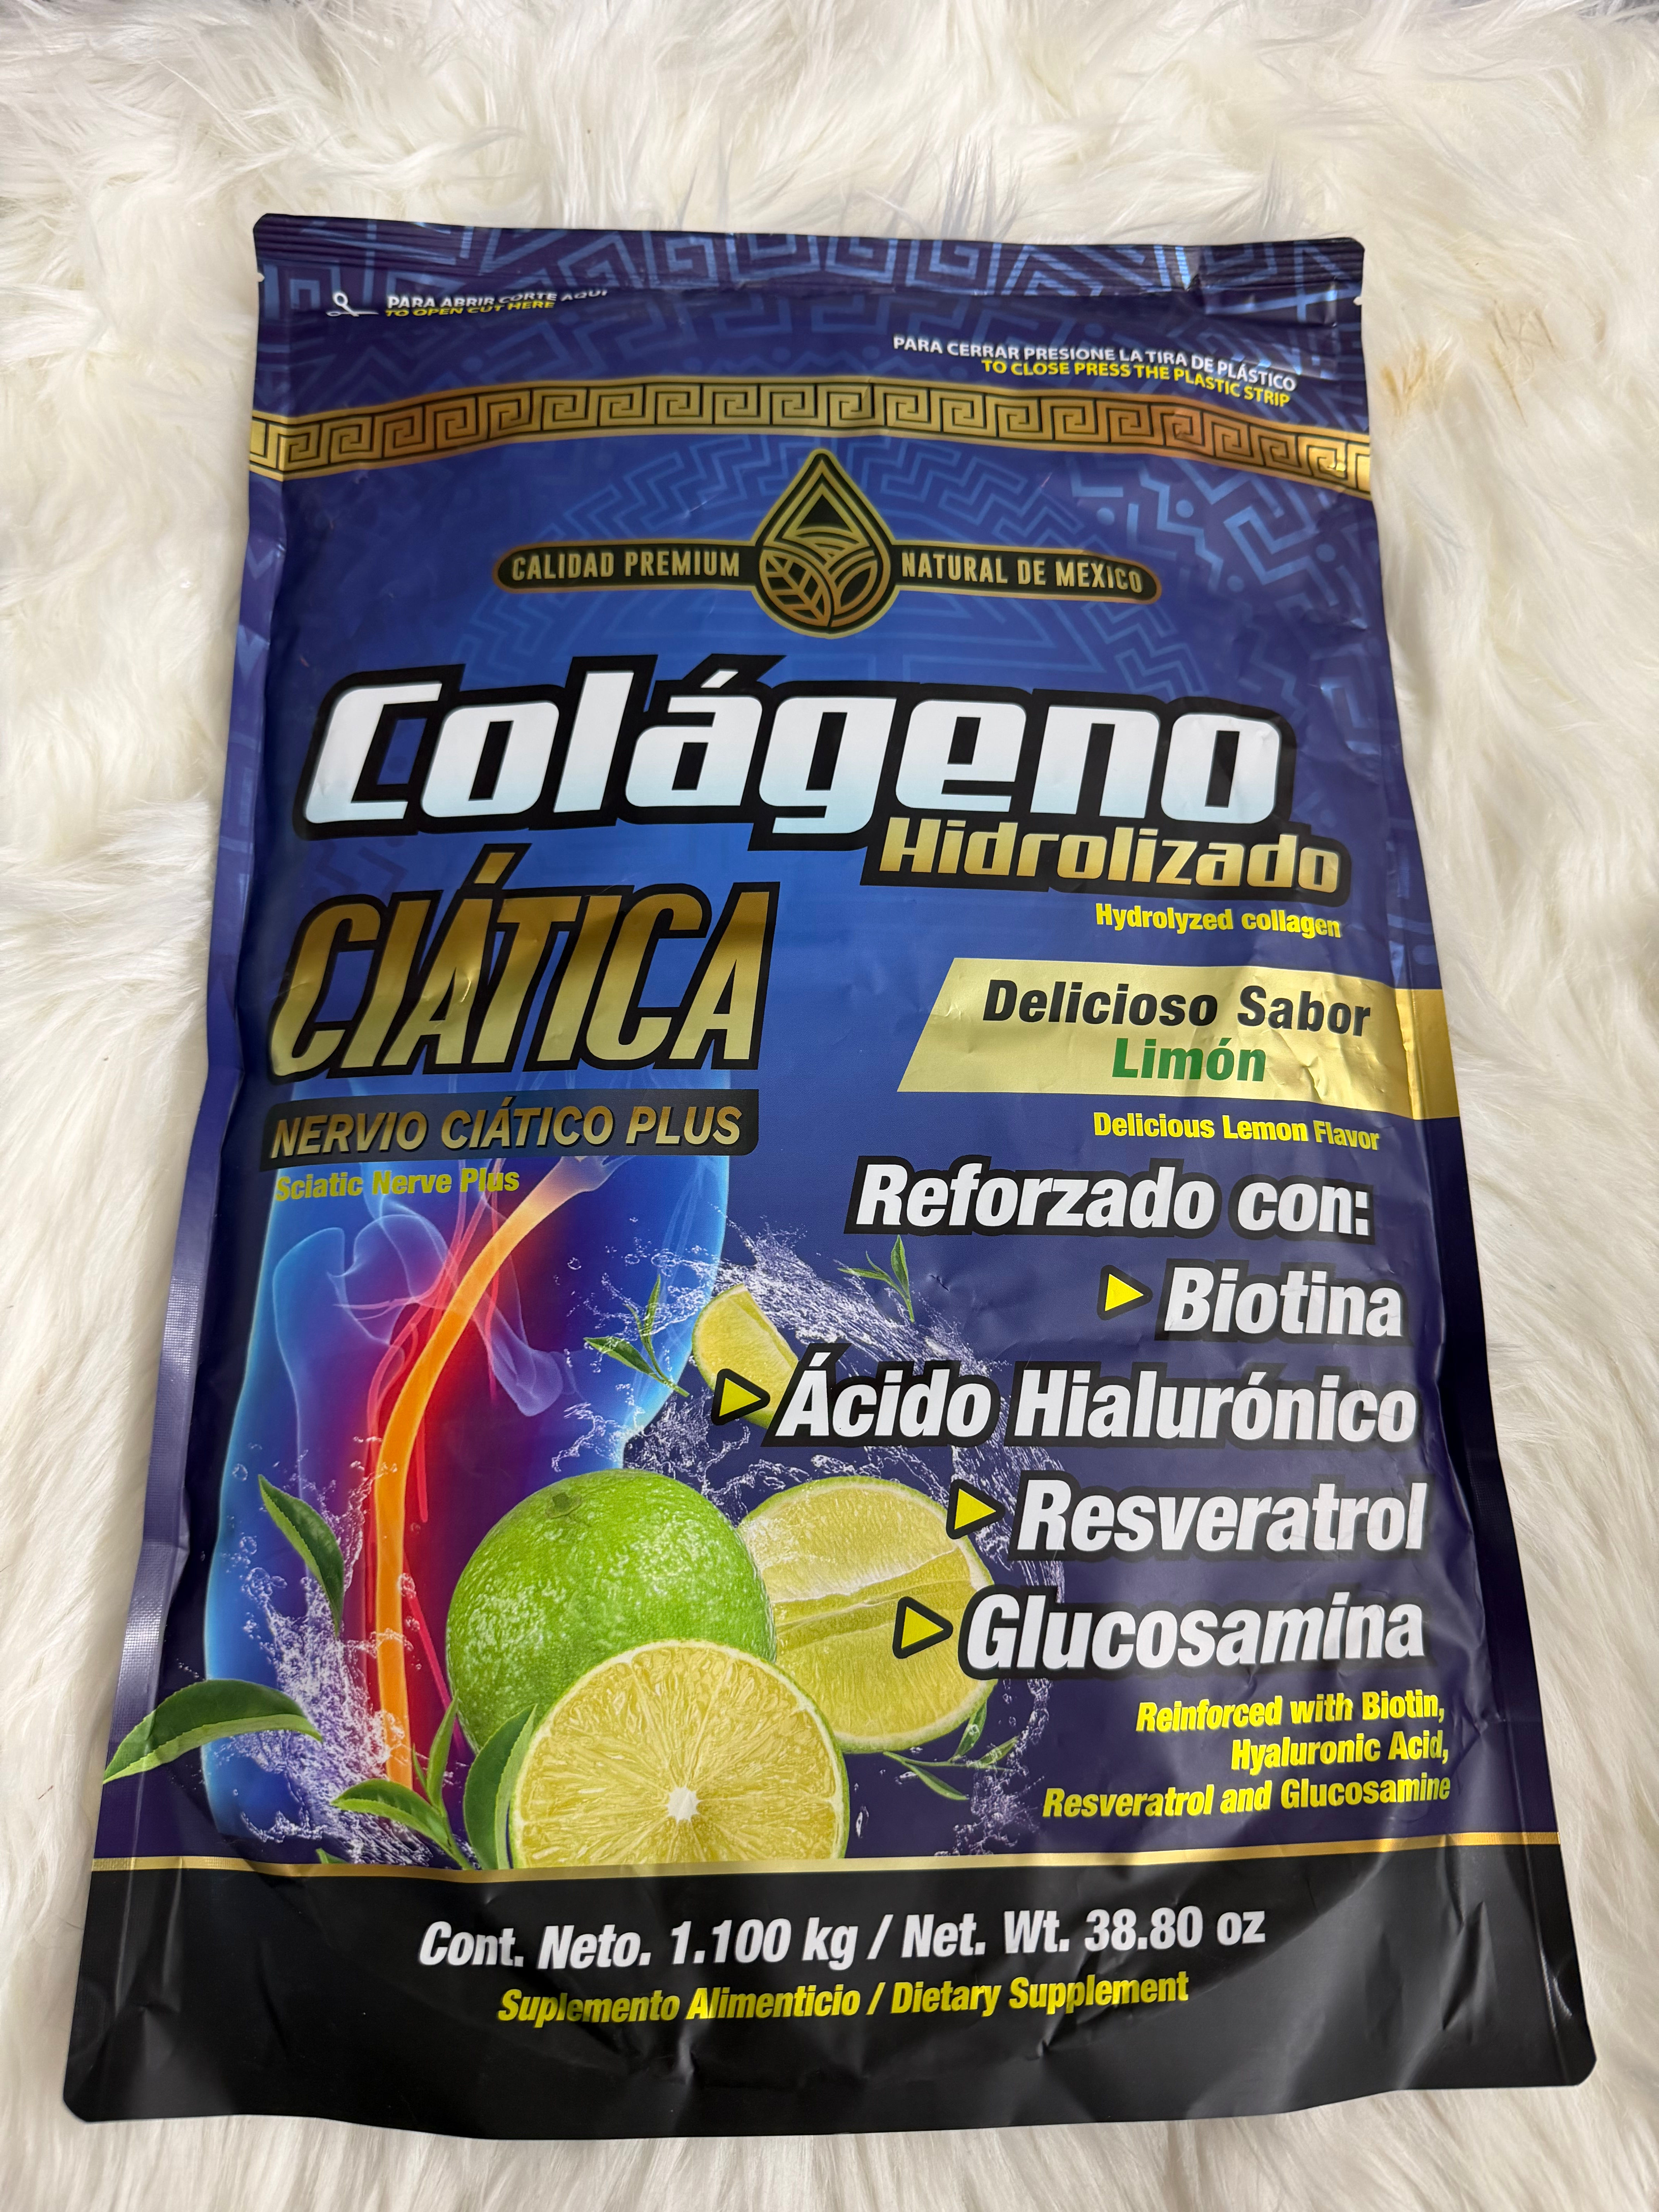 PARA ABRIR CORTE AQUI
TO OPEN CUT HERE
PARA CERRAR PRESIONE LA TIRA DE PLÁSTICO
TO CLOSE PRESS THE PLASTIC STRIP
CALIDAD PREMIUM NATURAL DE MEXICO
Colágeno
Hidrolizado
Hydrolyzed collagen
CIÁTICA
NERVIO CIÁTICO PLUS
Sciatic Nerve Plus
Delicioso Sabor
Limón
Delicious Lemon Flavor
Reforzado con:
Biotina
Ácido Hialurónico
Resveratrol
Glucosamina
Reinforced with Biotin,
Hyaluronic Acid,
Resveratrol and Glucosamine
Cont. Neto. 1.100 kg / Net. Wt. 38.80 oz
Suplemento Alimenticio / Dietary Supplement